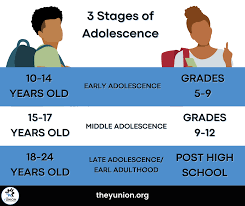 3 Stages of
Adolescence
10-14
YEARS OLD
EARLY ADOLESCENCE
GRADES
5-9
15-17
YEARS OLD
MIDDLE ADOLESCENCE
GRADES
9-12
18-24
YEARS OLD
LATE ADOLESCENCE/
EARL ADULTHOOD
POST HIGH
SCHOOL
theyunion.org